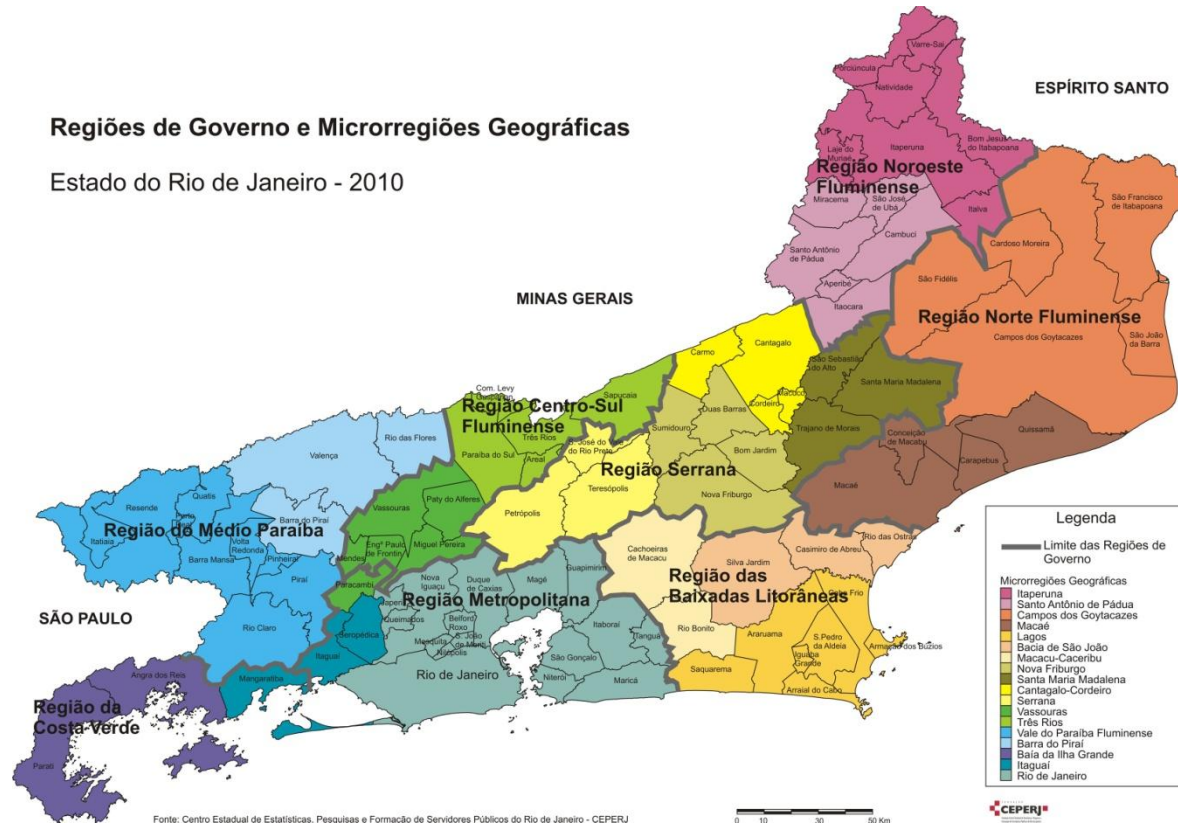 Regiões de Governo e Microrregiões Geográficas
Estado do Rio de Janeiro - 2010
ESPÍRITO SANTO
MINAS GERAIS
SÃO PAULO
Varre-Sai
Porciúncula
Natividade
Bom Jesus
do Itabapoana
Itaperuna
Laje do
Muriaé
Região Noroeste
Fluminense
Miracema
São José
de Ubá
Italva
Cambuci
Santo Antônio
de Pádua
Aperibé
Itaocara
São Francisco
de Itabapoana
Cardoso Moreira
São Fidélis
Região Norte Fluminense
Campos dos Goytacazes
São João
da Barra
Carmo
Cantagalo
Macuco
Cordeiro
São Sebastião
do Alto
Santa Maria Madalena
Trajano de Morais
Conceição
de Macabu
Quissamã
Carapebus
Macaé
Com. Levy
Sapucaia
Região Centro-Sul
Fluminense
Três Rios
Paraíba do Sul
Areal
S. José do Vale
do Rio Preto
Duas Barras
Sumidouro
Bom Jardim
Região Serrana
Teresópolis
Nova Friburgo
Petrópolis
Rio das Flores
Valença
Vassouras
Paty do Alferes
Quatis
Resende
Porto
Real
Região do Médio Paraíba
Barra do Piraí
Itatiaia
Volta
Redonda
Barra Mansa
Pinheiral
Piraí
Mendes
Engº Paulo
de Frontin
Miguel Pereira
Paracambi
Rio Claro
Cachoeiras
de Macacu
Silva Jardim
Casimiro de Abreu
Rio das Ostras
Região das
Baixadas Litorâneas
Cabo Frio
Rio Bonito
Araruama
S.Pedro
da Aldeia
Iguaba
Grande
Armação dos Búzios
Saquarema
Arraial do Cabo
Nova
Iguaçu
Duque de
Caxias
Magé
Guapimirim
Região Metropolitana
Japeri
Queimados
Belford
Roxo
Mesquita
S. João
de Meriti
Nilópolis
Itaboraí
Tanguá
São Gonçalo
Niterói
Maricá
Rio de Janeiro
Seropédica
Itaguaí
Mangaratiba
Angra dos Reis
Região da
Costa Verde
Parati
Legenda
Limite das Regiões de
Governo
Microrregiões Geográficas
Itaperuna
Santo Antônio de Pádua
Campos dos Goytacazes
Macaé
Lagos
Bacia de São João
Macacu-Caceribu
Nova Friburgo
Santa Maria Madalena
Cantagalo-Cordeiro
Serrana
Vassouras
Três Rios
Vale do Paraíba Fluminense
Barra do Piraí
Baía da Ilha Grande
Itaguaí
Rio de Janeiro
0 10 20 30 50 Km
CEPERJ
Fonte: Centro Estadual de Estatísticas, Pesquisas e Formação de Servidores Públicos do Rio de Janeiro - CEPERJ